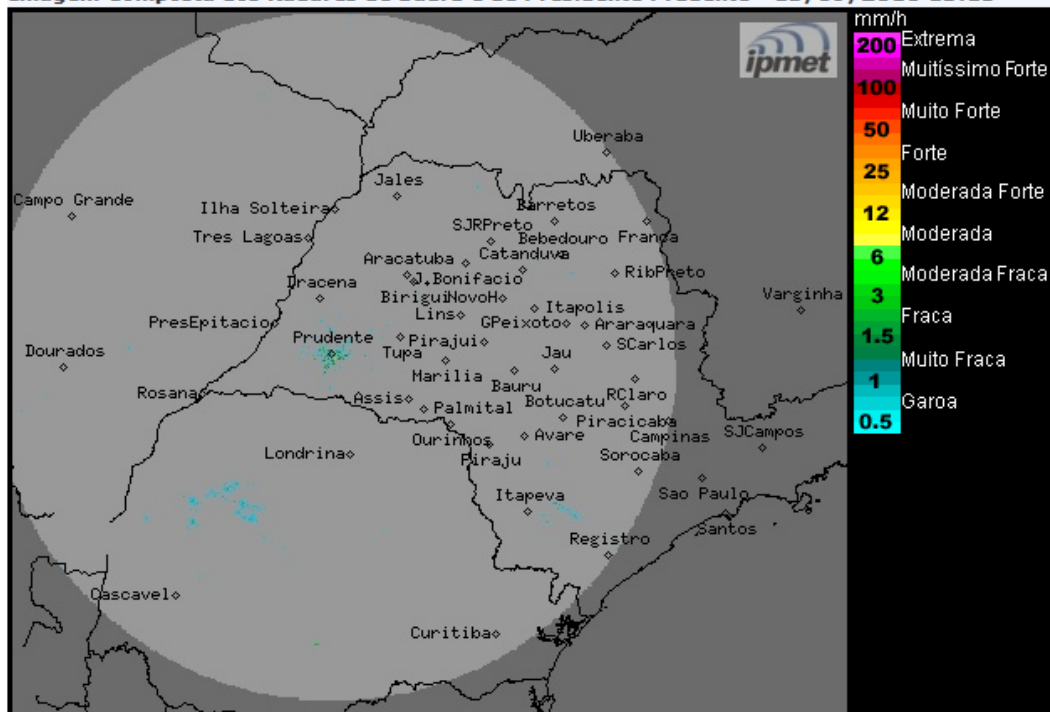 mm/h
ipmet
200 Extrema
Muitíssimo Forte
100
Muito Forte
50
Forte
25
Moderada Forte
12
Moderada
6
Moderada Fraca
3
Fraca
1.5
Muito Fraca
1
Garoa
0.5
Uberaba
Jales
Campo Grande
Ilha Solteira
Barretos
SJRPreto
Tres Lagoas
Bebedouro
Franca
Aracatuba
Catanduva
J.Bonifacio
RibPreto
Dracena
Birigui
NovoH
Varginha
Lins
Itapolis
PresEpitacio
GPeixoto
Araraquara
Prudente
Pirajui
SCarlos
Dourados
Tupa
Jau
Marilia
Bauru
Rosana
Assis
Botucatu
RClaro
Palmital
Piracicaba
Ourinhos
Avare
Campinas
SJCampos
Londrina
Piraju
Sorocaba
Itapeva
Sao Paulo
Santos
Registro
Cascavel
Curitiba